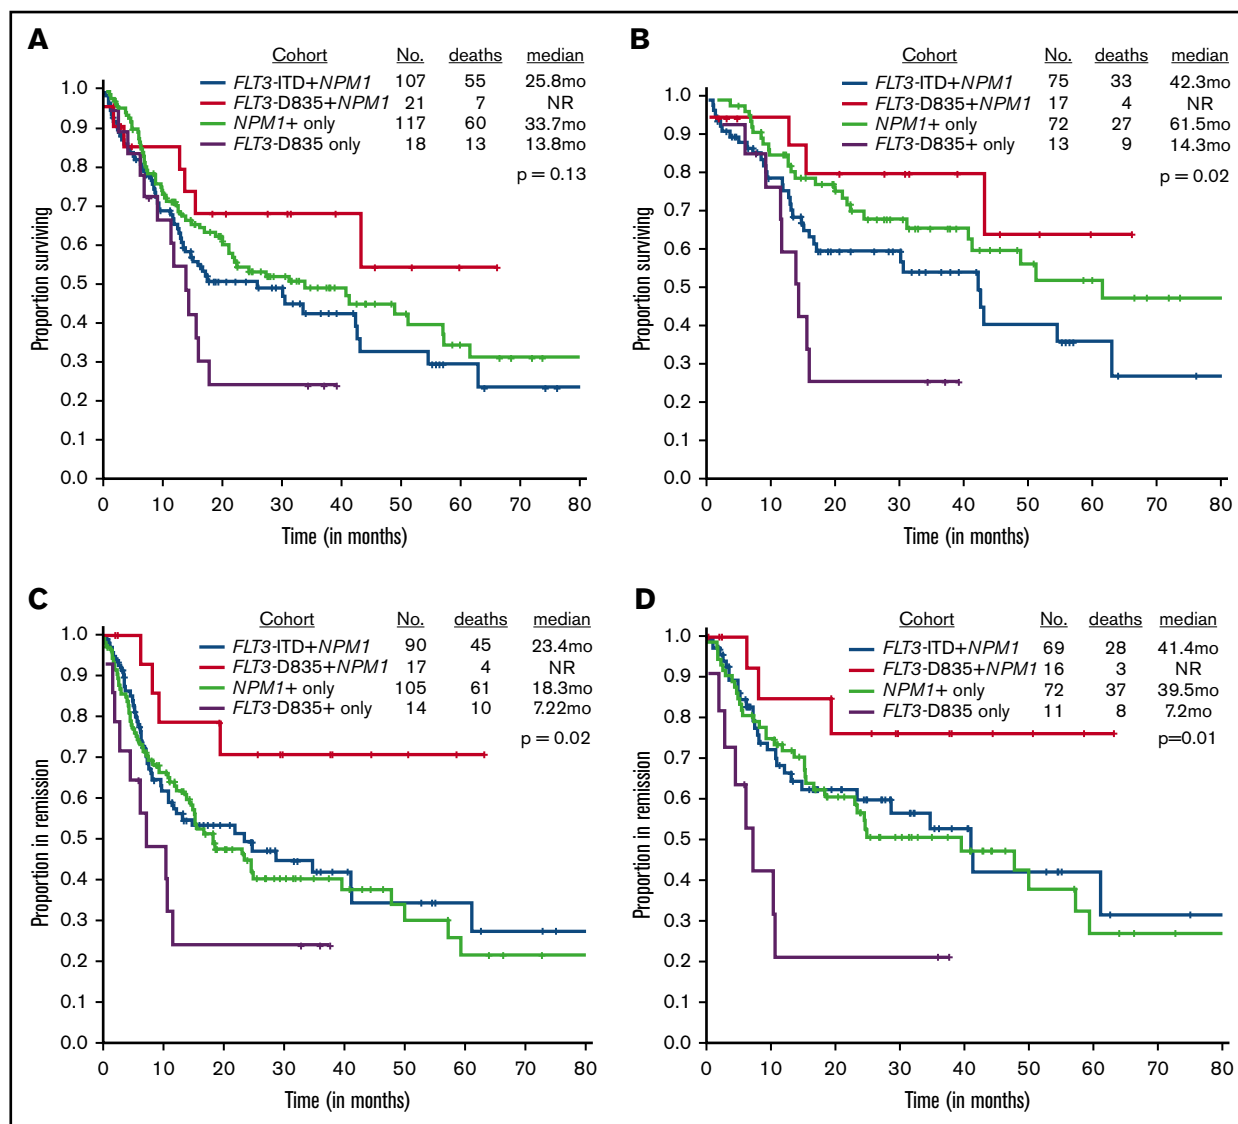 A
Cohort No. deaths median
FLT3-ITD+NPM1 107 55 25.8mo
FLT3-D835+NPM1 21 7 NR
NPM1+ only 117 60 33.7mo
FLT3-D835 only 18 13 13.8mo
p = 0.13
Proportion surviving
1.0
0.9
0.8
0.7
0.6
0.5
0.4
0.3
0.2
0.1
0.0
0 10 20 30 40 50 60 70 80
Time (in months)
B
Cohort No. deaths median
FLT3-ITD+NPM1 75 33 42.3mo
FLT3-D835+NPM1 17 4 NR
NPM1+ only 72 27 61.5mo
FLT3-D835+ only 13 9 14.3mo
p = 0.02
Proportion surviving
1.0
0.9
0.8
0.7
0.6
0.5
0.4
0.3
0.2
0.1
0.0
0 10 20 30 40 50 60 70 80
Time (in months)
C
Cohort No. deaths median
FLT3-ITD+NPM1 90 45 23.4mo
FLT3-D835+NPM1 17 4 NR
NPM1+ only 105 61 18.3mo
FLT3-D835+ only 14 10 7.22mo
p = 0.02
Proportion in remission
1.0
0.9
0.8
0.7
0.6
0.5
0.4
0.3
0.2
0.1
0.0
0 10 20 30 40 50 60 70 80
Time (in months)
D
Cohort No. deaths median
FLT3-ITD+NPM1 69 28 41.4mo
FLT3-D835+NPM1 16 3 NR
NPM1+ only 72 37 39.5mo
FLT3-D835 only 11 8 7.2mo
p=0.01
Proportion in remission
1.0
0.9
0.8
0.7
0.6
0.5
0.4
0.3
0.2
0.1
0.0
0 10 20 30 40 50 60 70 80
Time (in months)